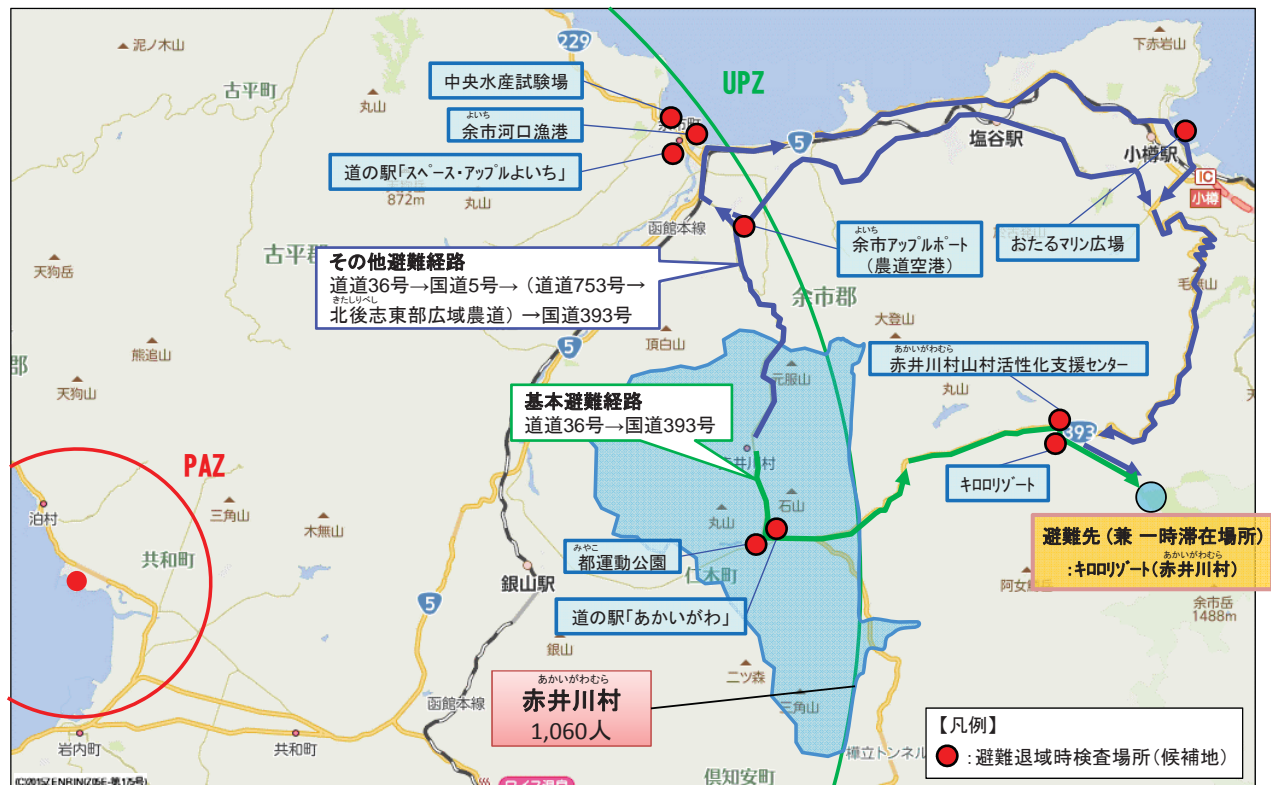 泥ノ木山
229
下赤岩山
古平町
丸山
中央水産試験場
UPZ
よいち
余市河口漁港
余市町
5
塩谷駅
小樽駅
道の駅「スペース・アップルよいち」
IC
小樽
872m
丸山
函館本線
よいち
余市アップルポート
(農道空港)
おたるマリン広場
古平郡
天狗岳
その他避難経路
道道36号→国道5号→(道道753号→
きたしりべし
北後志東部広域農道)→国道393号
余市郡
大登山
熊追山
5
頂白山
あかいがわむら
赤井川村山村活性化支援センター
郡
天狗山
元服山
丸山
基本避難経路
道道36号→国道393号
393
赤井川村
PAZ
キロロリゾート
石山
泊村
三角山
木無山
丸山
避難先(兼 一時滞在場所)
あかいがわむら
:キロロリゾート(赤井川村)
共和町
みやこ
都運動公園
仁木町
銀山駅
5
余市岳
1488m
道の駅「あかいがわ」
銀山
二ツ森
あかいがわむら
赤井川村
1,060人
三角山
函館本線
【凡例】
:避難退域時検査場所(候補地)
岩内町
共和町
樺立トンネル
倶知安町